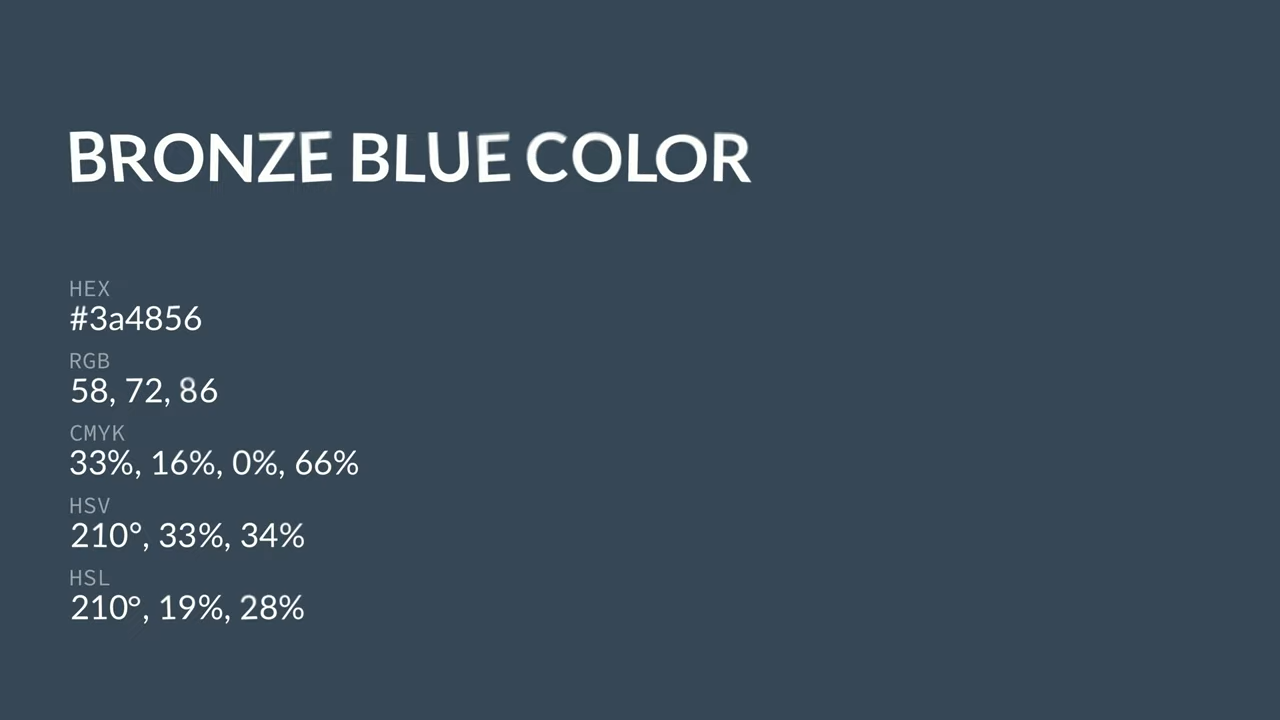 BRONZE BLUE COLOR
HEX
#3a4856
RGB
58, 72, 86
CMYK
33%, 16%, 0%, 66%
HSV
210°, 33%, 34%
HSL
210°, 19%, 28%